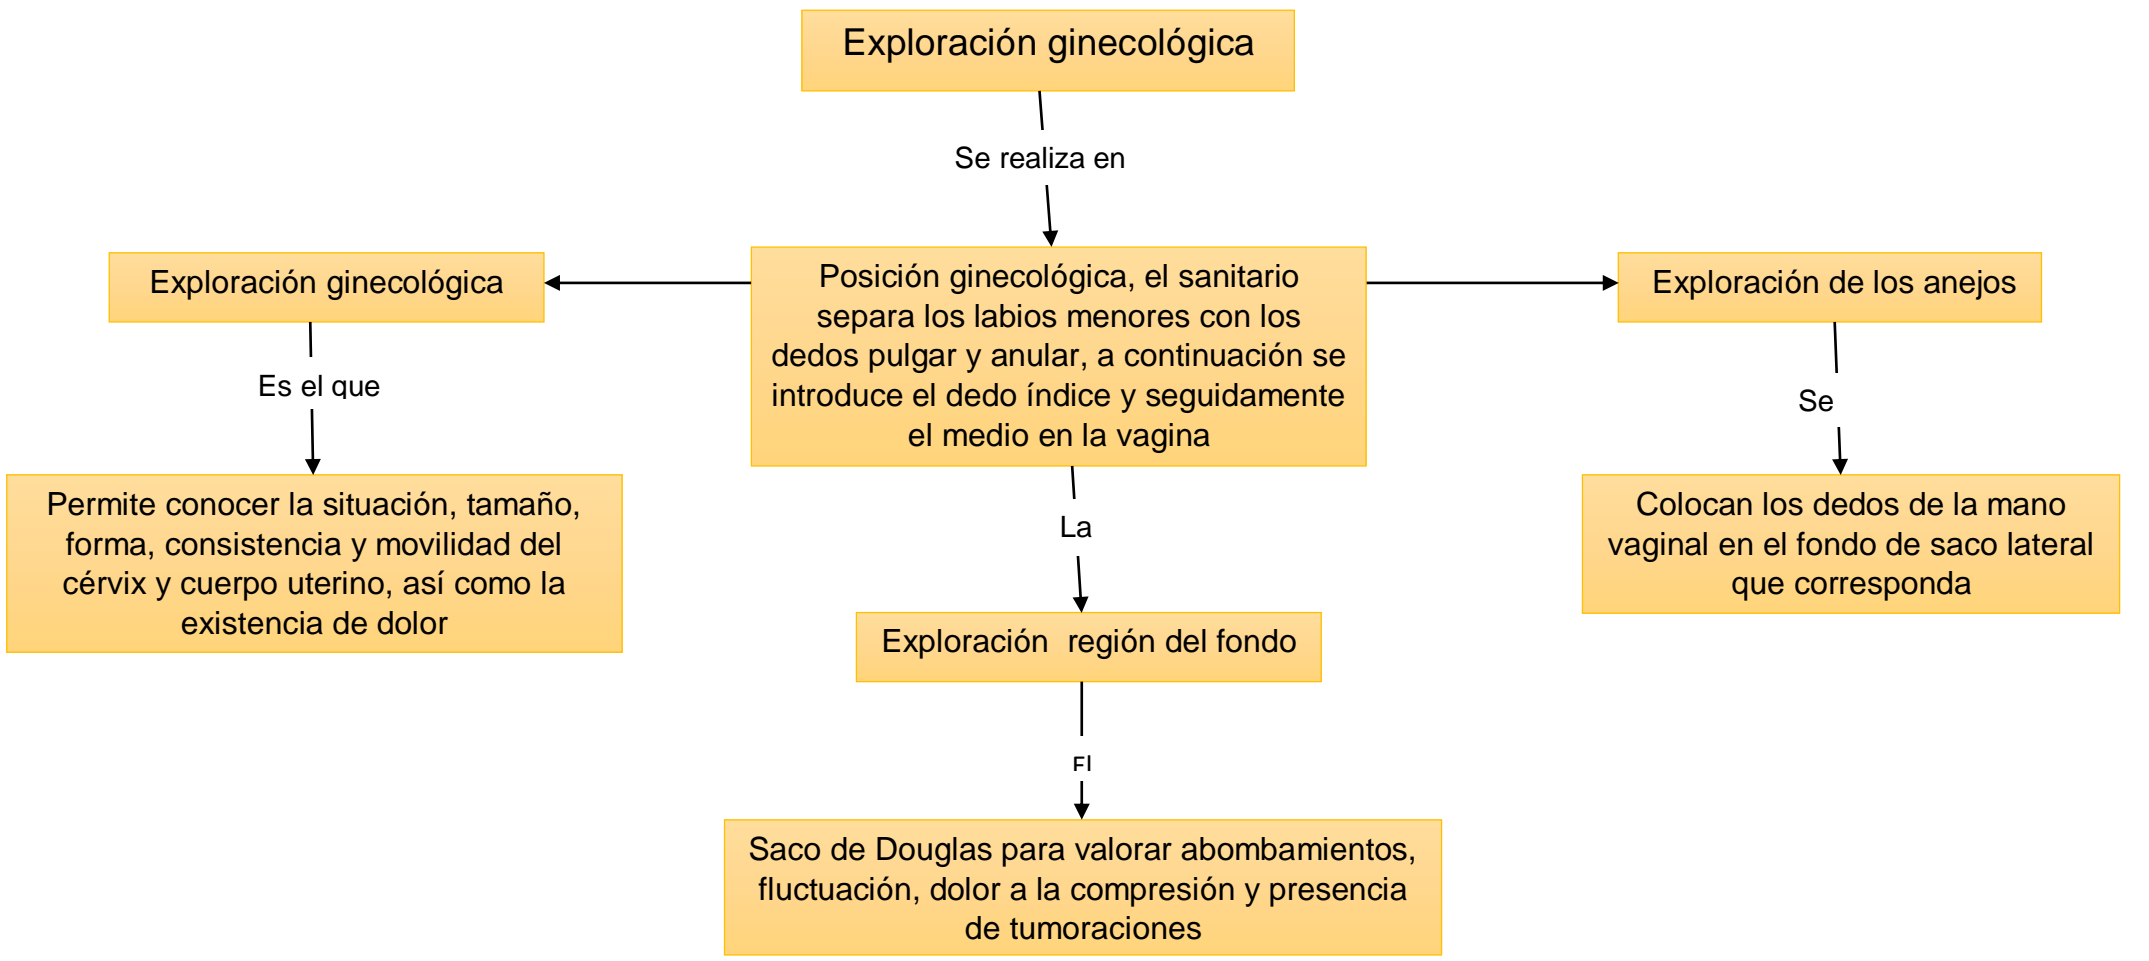 Exploración ginecológica
Se realiza en
Exploración ginecológica
Posición ginecológica, el sanitario
separa los labios menores con los
dedos pulgar y anular, a continuación se
introduce el dedo índice y seguidamente
el medio en la vagina
Exploración de los anejos
Es el que
Se
Permite conocer la situación, tamaño,
forma, consistencia y movilidad del
cérvix y cuerpo uterino, así como la
existencia de dolor
La
Colocan los dedos de la mano
vaginal en el fondo de saco lateral
que corresponda
Exploración  región del fondo
El
Saco de Douglas para valorar abombamientos,
fluctuación, dolor a la compresión y presencia
de tumoraciones